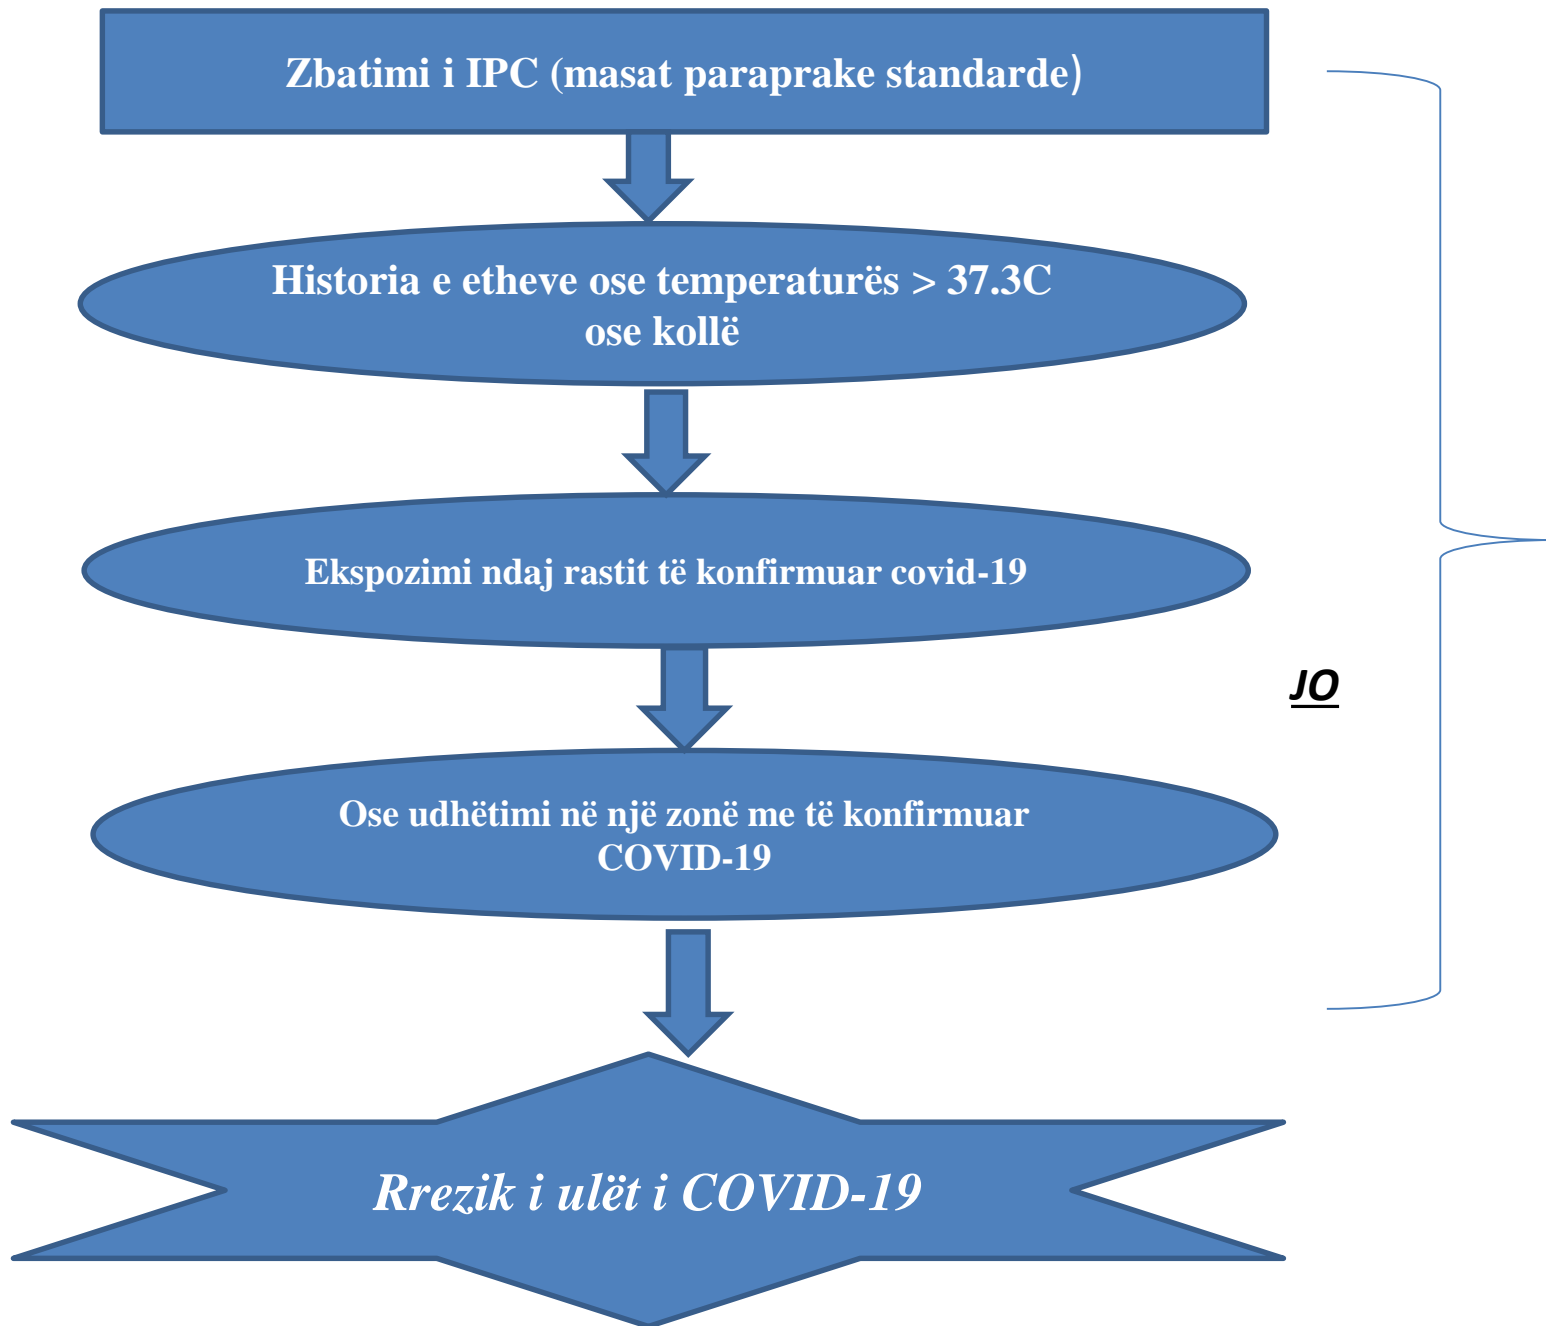 Zbatimi i IPC (masat paraprake standarde)
Historia e etheve ose temperaturës > 37.3C
ose kollë
Ekspozimi ndaj rastit të konfirmuar covid-19
JO
Ose udhëtimi në një zonë me të konfirmuar
COVID-19
Rrezik i ulët i COVID-19